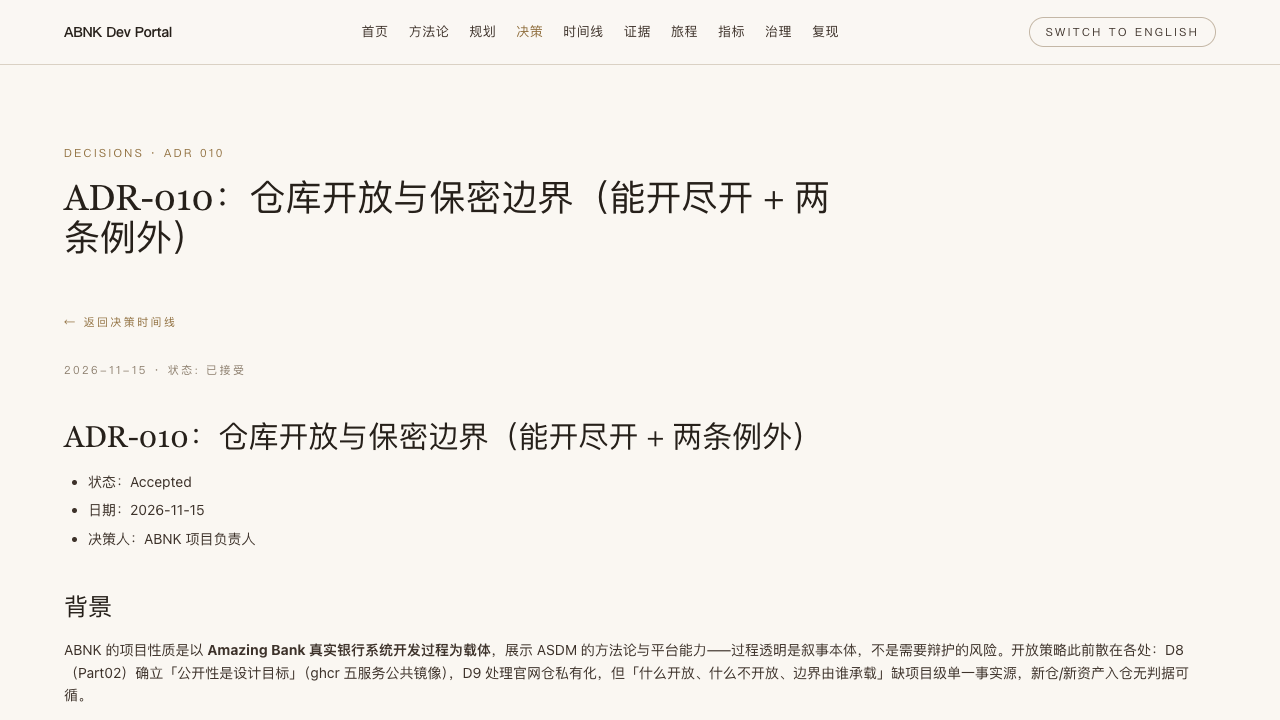 ABNK Dev Portal
首页 方法论 规划 决策 时间线 证据 旅程 指标 治理 复现
SWITCH TO ENGLISH
DECISIONS · ADR 010
ADR-010：仓库开放与保密边界（能开尽开 + 两
条例外）
← 返回决策时间线
2026-11-15 · 状态: 已接受
ADR-010：仓库开放与保密边界（能开尽开 + 两条例外）
• 状态：Accepted
• 日期：2026-11-15
• 决策人：ABNK 项目负责人
背景
ABNK 的项目性质是以 Amazing Bank 真实银行系统开发过程为载体，展示 ASDM 的方法论与平台能力——过程透明是叙事本体，不是需要辩护的风险。开放策略此前散在各处：D8
（Part02）确立「公开性是设计目标」（ghcr 五服务公共镜像），D9 处理官网仓私有化，但「什么开放、什么不开放、边界由谁承载」缺项目级单一事实源，新仓/新资产入仓无判据可
循。